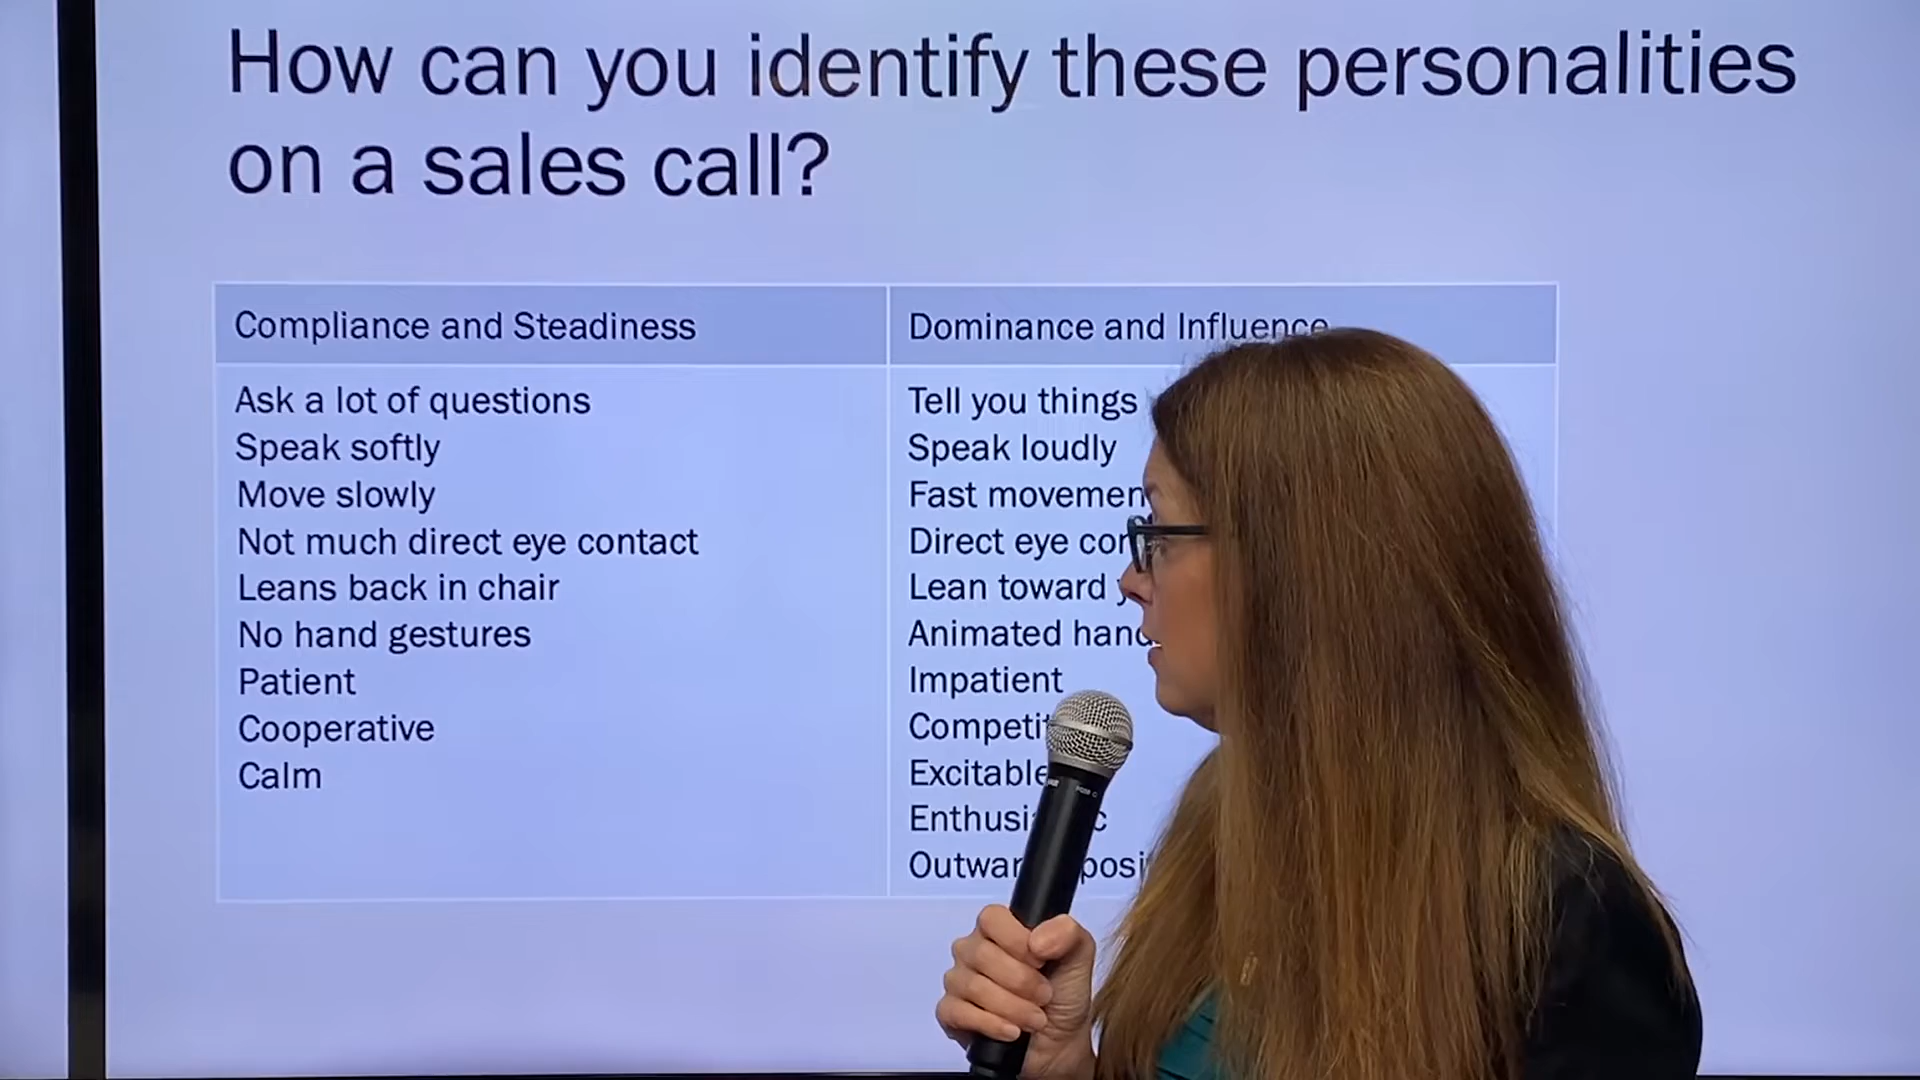 How can you identify these personalities
on a sales call?
Compliance and Steadiness
Ask a lot of questions
Speak softly
Move slowly
Not much direct eye contact
Leans back in chair
No hand gestures
Patient
Cooperative
Calm
Dominance and Influence
Tell you things
Speak loudly
Fast
Direct eye
Lean toward
Animated
Impatient
Excitable